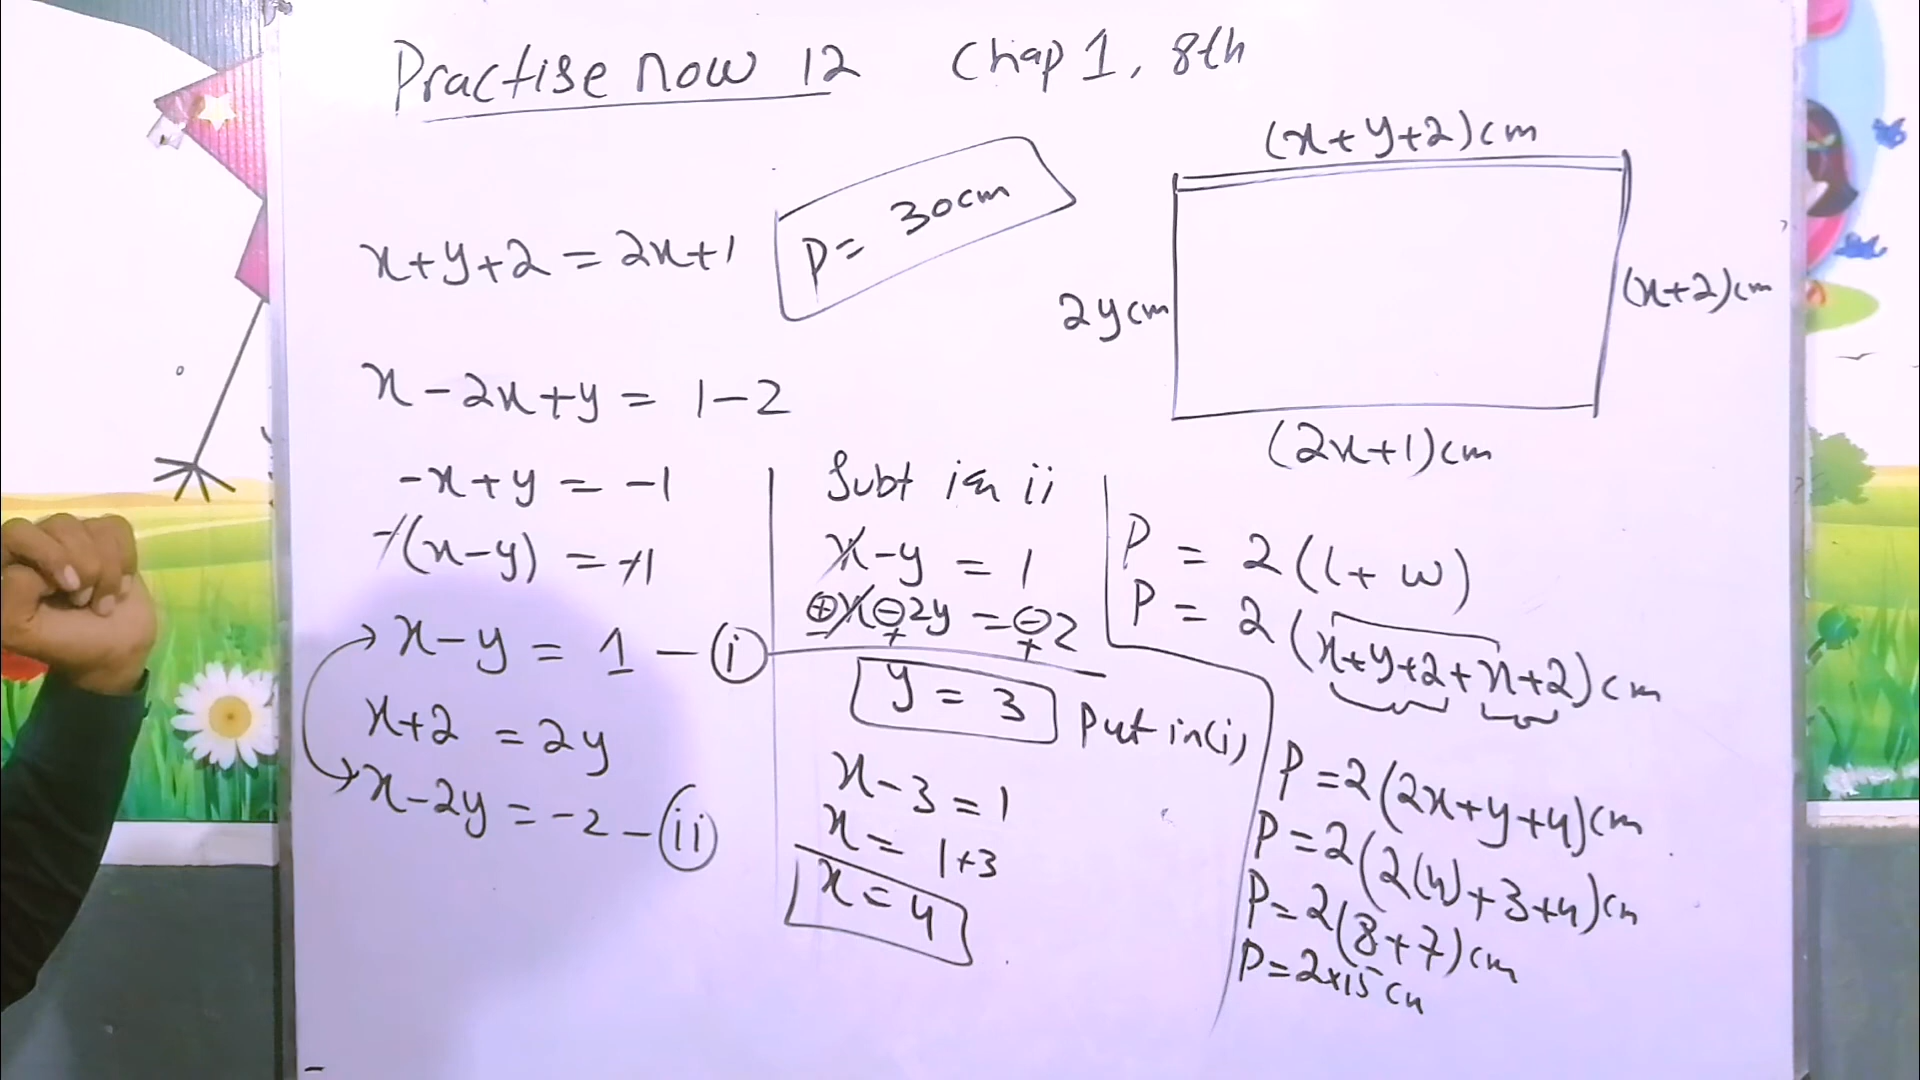 Practise now 12 Chap 1, 8th
(x+y+2)cm
2y cm
(x+2)cm
(2x+1)cm
P= 30cm
x+y+2 = 2x+1
x-2x+y = 1-2
-x+y = -1
-(x-y) = -1
x-y = 1 - (i)
x+2 = 2y
x-2y = -2 - (ii)
Subt i & ii
x-y = 1
⊕x⊖2y = ⊖2
- + +
y = 3 Put in (i)
x-3 = 1
x = 1+3
x = 4
P = 2(l+w)
P = 2(x+y+2+x+2)cm
P = 2(2x+y+4)cm
P = 2(2(4)+3+4)cm
P = 2(8+7)cm
P = 2x15 cm